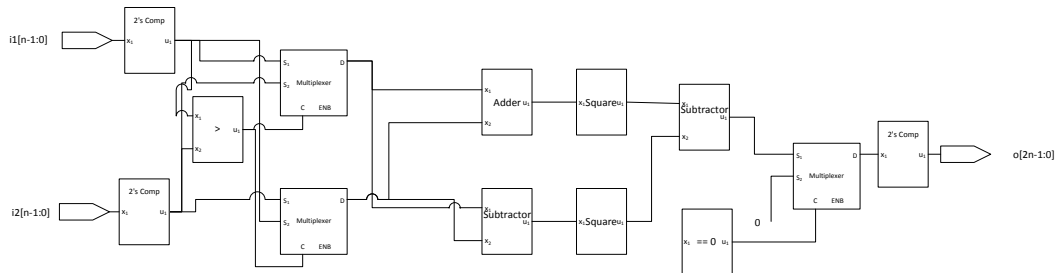 2's Comp
i1[n-1:0]
x₁
u₁
S₁
D
S₂
Multiplexer
C
ENB
x₁
>
u₁
x₂
2's Comp
i2[n-1:0]
x₁
u₁
S₁
D
S₂
Multiplexer
C
ENB
x₁
Adder
u₁
x₂
x₁
Square
u₁
x₁
Subtractor
u₁
x₂
x₁
Square
u₁
x₁
Subtractor
u₁
x₂
0
x₁
== 0
u₁
S₁
D
S₂
Multiplexer
C
ENB
2's Comp
x₁
u₁
o[2n-1:0]